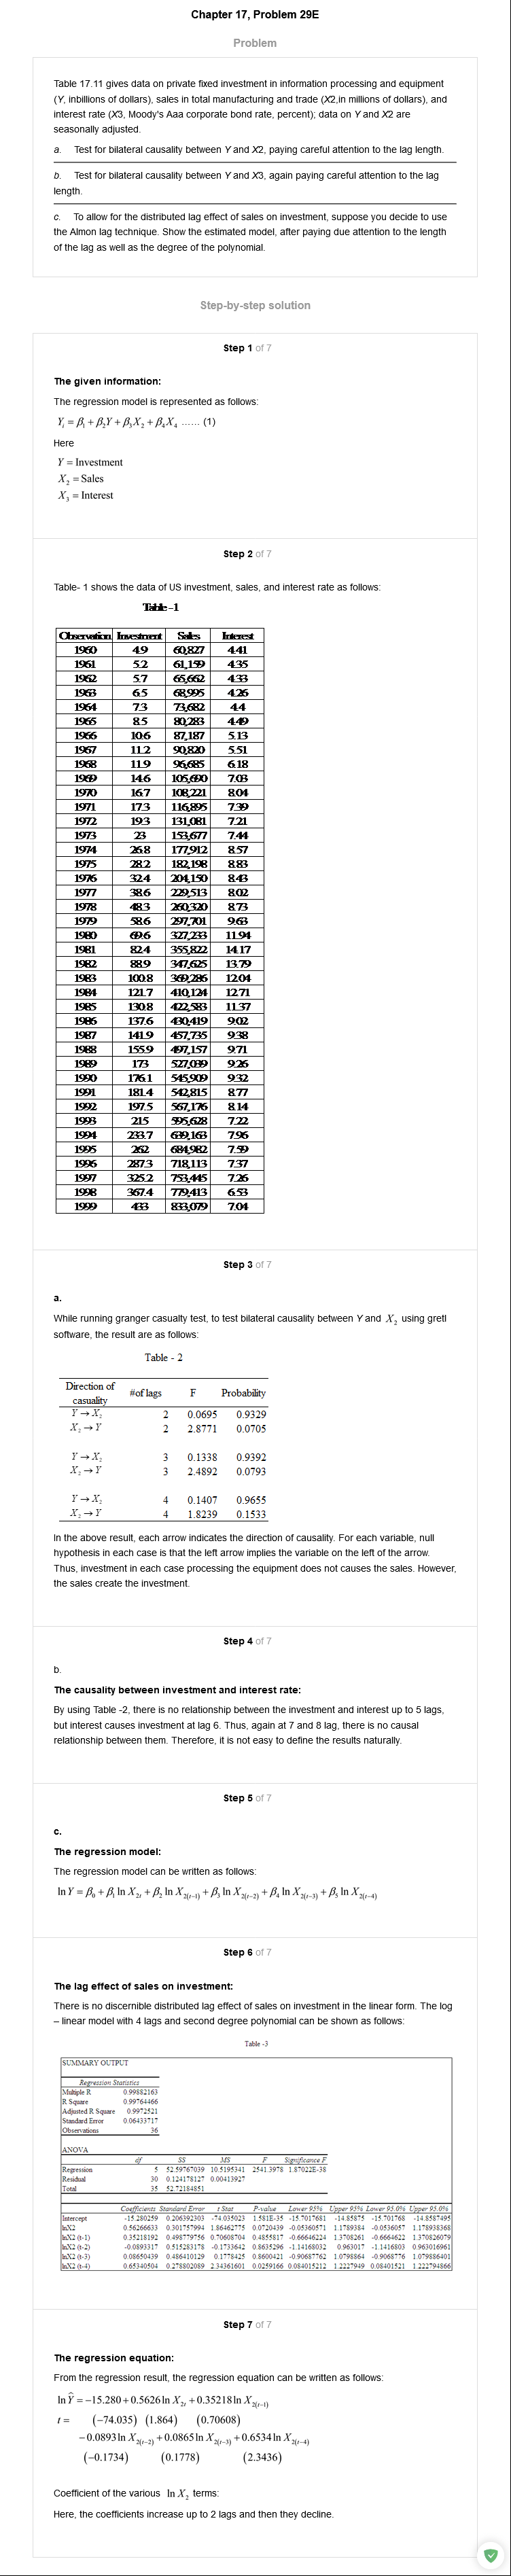 Chapter 17, Problem 29E
Problem
Table 17.11 gives data on private fixed investment in information processing and equipment
(Y, inbillions of dollars), sales in total manufacturing and trade (X2,in millions of dollars), and
interest rate (X3, Moody's Aaa corporate bond rate, percent); data on Y and X2 are
seasonally adjusted.
a. Test for bilateral causality between Y and X2, paying careful attention to the lag length.
b. Test for bilateral causality between Y and X3, again paying careful attention to the lag
length.
c. To allow for the distributed lag effect of sales on investment, suppose you decide to use
the Almon lag technique. Show the estimated model, after paying due attention to the length
of the lag as well as the degree of the polynomial.
Step-by-step solution
Step 1 of 7
The given information:
The regression model is represented as follows:
Y_i = β_1 + β_2Y + β_3X_2 + β_4X_4 ...... (1)
Here
Y = Investment
X_2 = Sales
X_3 = Interest
Step 2 of 7
Table- 1 shows the data of US investment, sales, and interest rate as follows:
Table -1
Observation Investment Sales Interest
1960 4.9 60,827 4.41
1961 5.2 61,159 4.35
1962 5.7 65,662 4.33
1963 6.5 68,995 4.26
1964 7.3 73,682 4.4
1965 8.5 80,283 4.49
1966 10.6 87,187 5.13
1967 11.2 90,820 5.51
1968 11.9 96,685 6.18
1969 14.6 105,690 7.03
1970 16.7 108,221 8.04
1971 17.3 116,895 7.39
1972 19.3 131,081 7.21
1973 23 153,677 7.44
1974 26.8 177,912 8.57
1975 28.2 182,198 8.83
1976 32.4 204,150 8.43
1977 38.6 229,513 8.02
1978 48.3 260,320 8.73
1979 58.6 297,701 9.63
1980 69.6 327,233 11.94
1981 82.4 355,822 14.17
1982 88.9 347,625 13.79
1983 100.8 369,286 12.04
1984 121.7 410,124 12.71
1985 130.8 422,583 11.37
1986 137.6 430,419 9.02
1987 141.9 457,735 9.38
1988 155.9 497,157 9.71
1989 173 527,039 9.26
1990 176.1 545,909 9.32
1991 181.4 542,815 8.77
1992 197.5 567,176 8.14
1993 215 595,628 7.22
1994 233.7 639,163 7.96
1995 262 684,982 7.59
1996 287.3 718,113 7.37
1997 325.2 753,445 7.26
1998 367.4 779,413 6.53
1999 433 833,079 7.04
Step 3 of 7
a.
While running granger casualty test, to test bilateral causality between Y and X_2 using gretl
software, the result are as follows:
Table - 2
Direction of casuality #of lags F Probability
Y → X_2 2 0.0695 0.9329
X_2 → Y 2 2.8771 0.0705
Y → X_2 3 0.1338 0.9392
X_2 → Y 3 2.4892 0.0793
Y → X_2 4 0.1407 0.9655
X_2 → Y 4 1.8239 0.1533
In the above result, each arrow indicates the direction of causality. For each variable, null
hypothesis in each case is that the left arrow implies the variable on the left of the arrow.
Thus, investment in each case processing the equipment does not causes the sales. However,
the sales create the investment.
Step 4 of 7
b.
The causality between investment and interest rate:
By using Table -2, there is no relationship between the investment and interest up to 5 lags,
but interest causes investment at lag 6. Thus, again at 7 and 8 lag, there is no causal
relationship between them. Therefore, it is not easy to define the results naturally.
Step 5 of 7
c.
The regression model:
The regression model can be written as follows:
ln Y = β_0 + β_1 ln X_2t + β_2 ln X_2(t−1) + β_3 ln X_2(t−2) + β_4 ln X_2(t−3) + β_5 ln X_2(t−4)
Step 6 of 7
The lag effect of sales on investment:
There is no discernible distributed lag effect of sales on investment in the linear form. The log
– linear model with 4 lags and second degree polynomial can be shown as follows:
Table -3
SUMMARY OUTPUT
Regression Statistics
Multiple R 0.99882163
R Square 0.99764466
Adjusted R Square 0.9972521
Standard Error 0.06433717
Observations 36
ANOVA
df SS MS F Significance F
Regression 5 52.59767039 10.5195341 2541.3978 1.87022E-38
Residual 30 0.124178127 0.00413927
Total 35 52.72184851
Coefficients Standard Error t Stat P-value Lower 95% Upper 95% Lower 95.0% Upper 95.0%
Intercept -15.280259 0.206392303 -74.035023 1.581E-35 -15.7017681 -14.85875 -15.701768 -14.8587495
lnX2 0.56266633 0.301757994 1.86462775 0.0720439 -0.05360571 1.1789384 -0.0536057 1.1789838368
lnX2 (t-1) 0.35218192 0.498779756 0.70608704 0.4855817 -0.66646224 1.3708261 -0.6664622 1.370826079
lnX2 (t-2) -0.0893317 0.515283178 -0.1733642 0.8635296 -1.14168032 0.963017 -1.1416803 0.963016961
lnX2 (t-3) 0.08650439 0.486410129 0.1778425 0.8600421 -0.90687762 1.0798864 -0.9068776 1.079886401
lnX2 (t-4) 0.65340504 0.278802089 2.34361601 0.0259166 0.084015212 1.2227949 0.08401521 1.222794866
Step 7 of 7
The regression equation:
From the regression result, the regression equation can be written as follows:
ln Ŷ = −15.280 + 0.5626 ln X_2t + 0.35218 ln X_2(t−1)
t = (−74.035) (1.864) (0.70608)
− 0.0893 ln X_2(t−2) + 0.0865 ln X_2(t−3) + 0.6534 ln X_2(t−4)
(−0.1734) (0.1778) (2.3436)
Coefficient of the various ln X_2 terms:
Here, the coefficients increase up to 2 lags and then they decline.